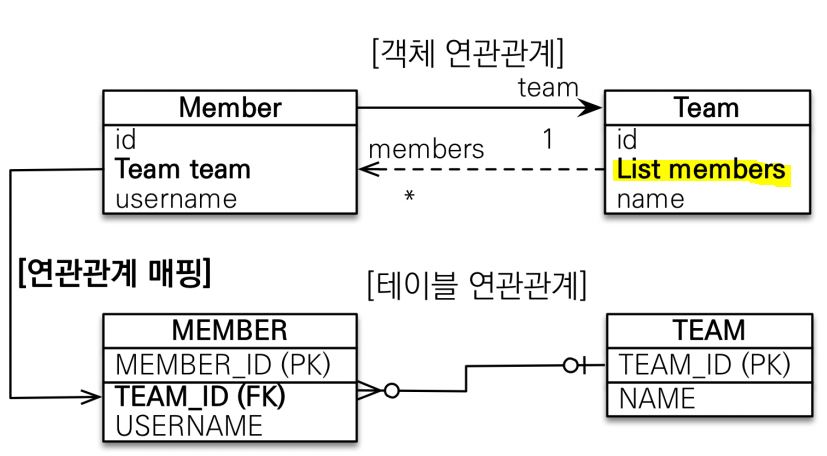 [객체 연관관계]
team
Member
Team
id
Team team
username
members
1
*
id
List members
name
[연관관계 매핑]
[테이블 연관관계]
MEMBER
MEMBER_ID (PK)
TEAM_ID (FK)
USERNAME
TEAM
TEAM_ID (PK)
NAME